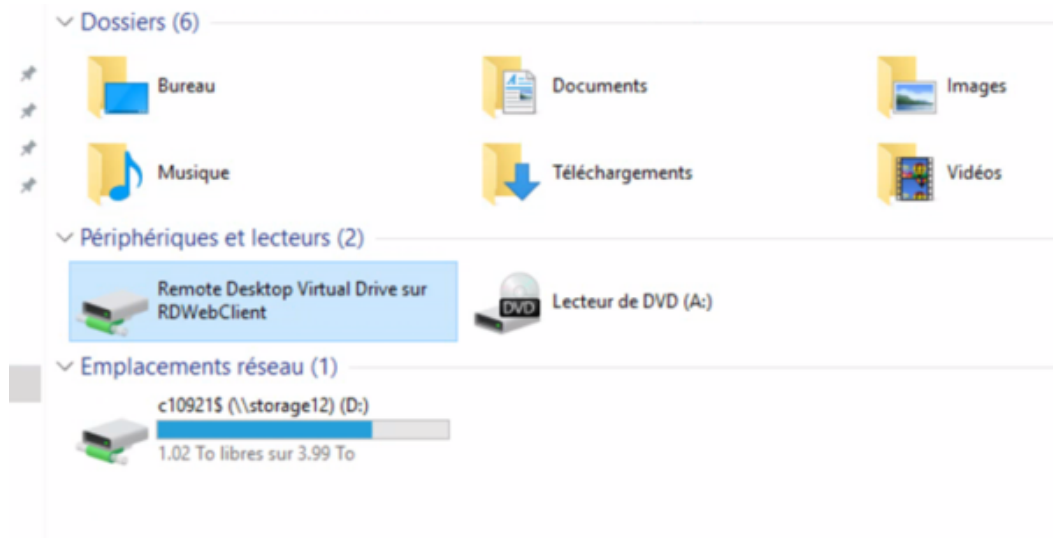 Dossiers (6)
Bureau
Documents
Images
Musique
Téléchargements
Vidéos
Périphériques et lecteurs (2)
Remote Desktop Virtual Drive sur
RDWebClient
DVD
Lecteur de DVD (A:)
Emplacements réseau (1)
c10921$ (\\storage12) (D:)
1.02 To libres sur 3.99 To